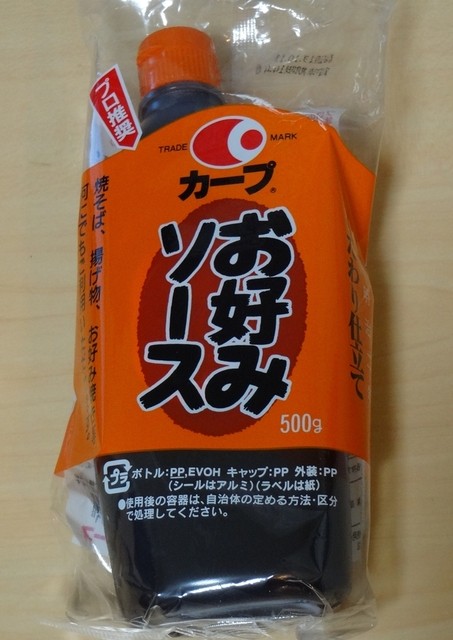 プロ推奨
TRADE MARK
カープ®
お好み
ソース
500g
焼そば、揚げ物、お好み焼
わり仕立て
プラ
ボトル:PP,EVOH キャップ:PP 外装:PP
(シールはアルミ)(ラベルは紙)
●使用後の容器は、自治体の定める方法・区分
で処理してください。